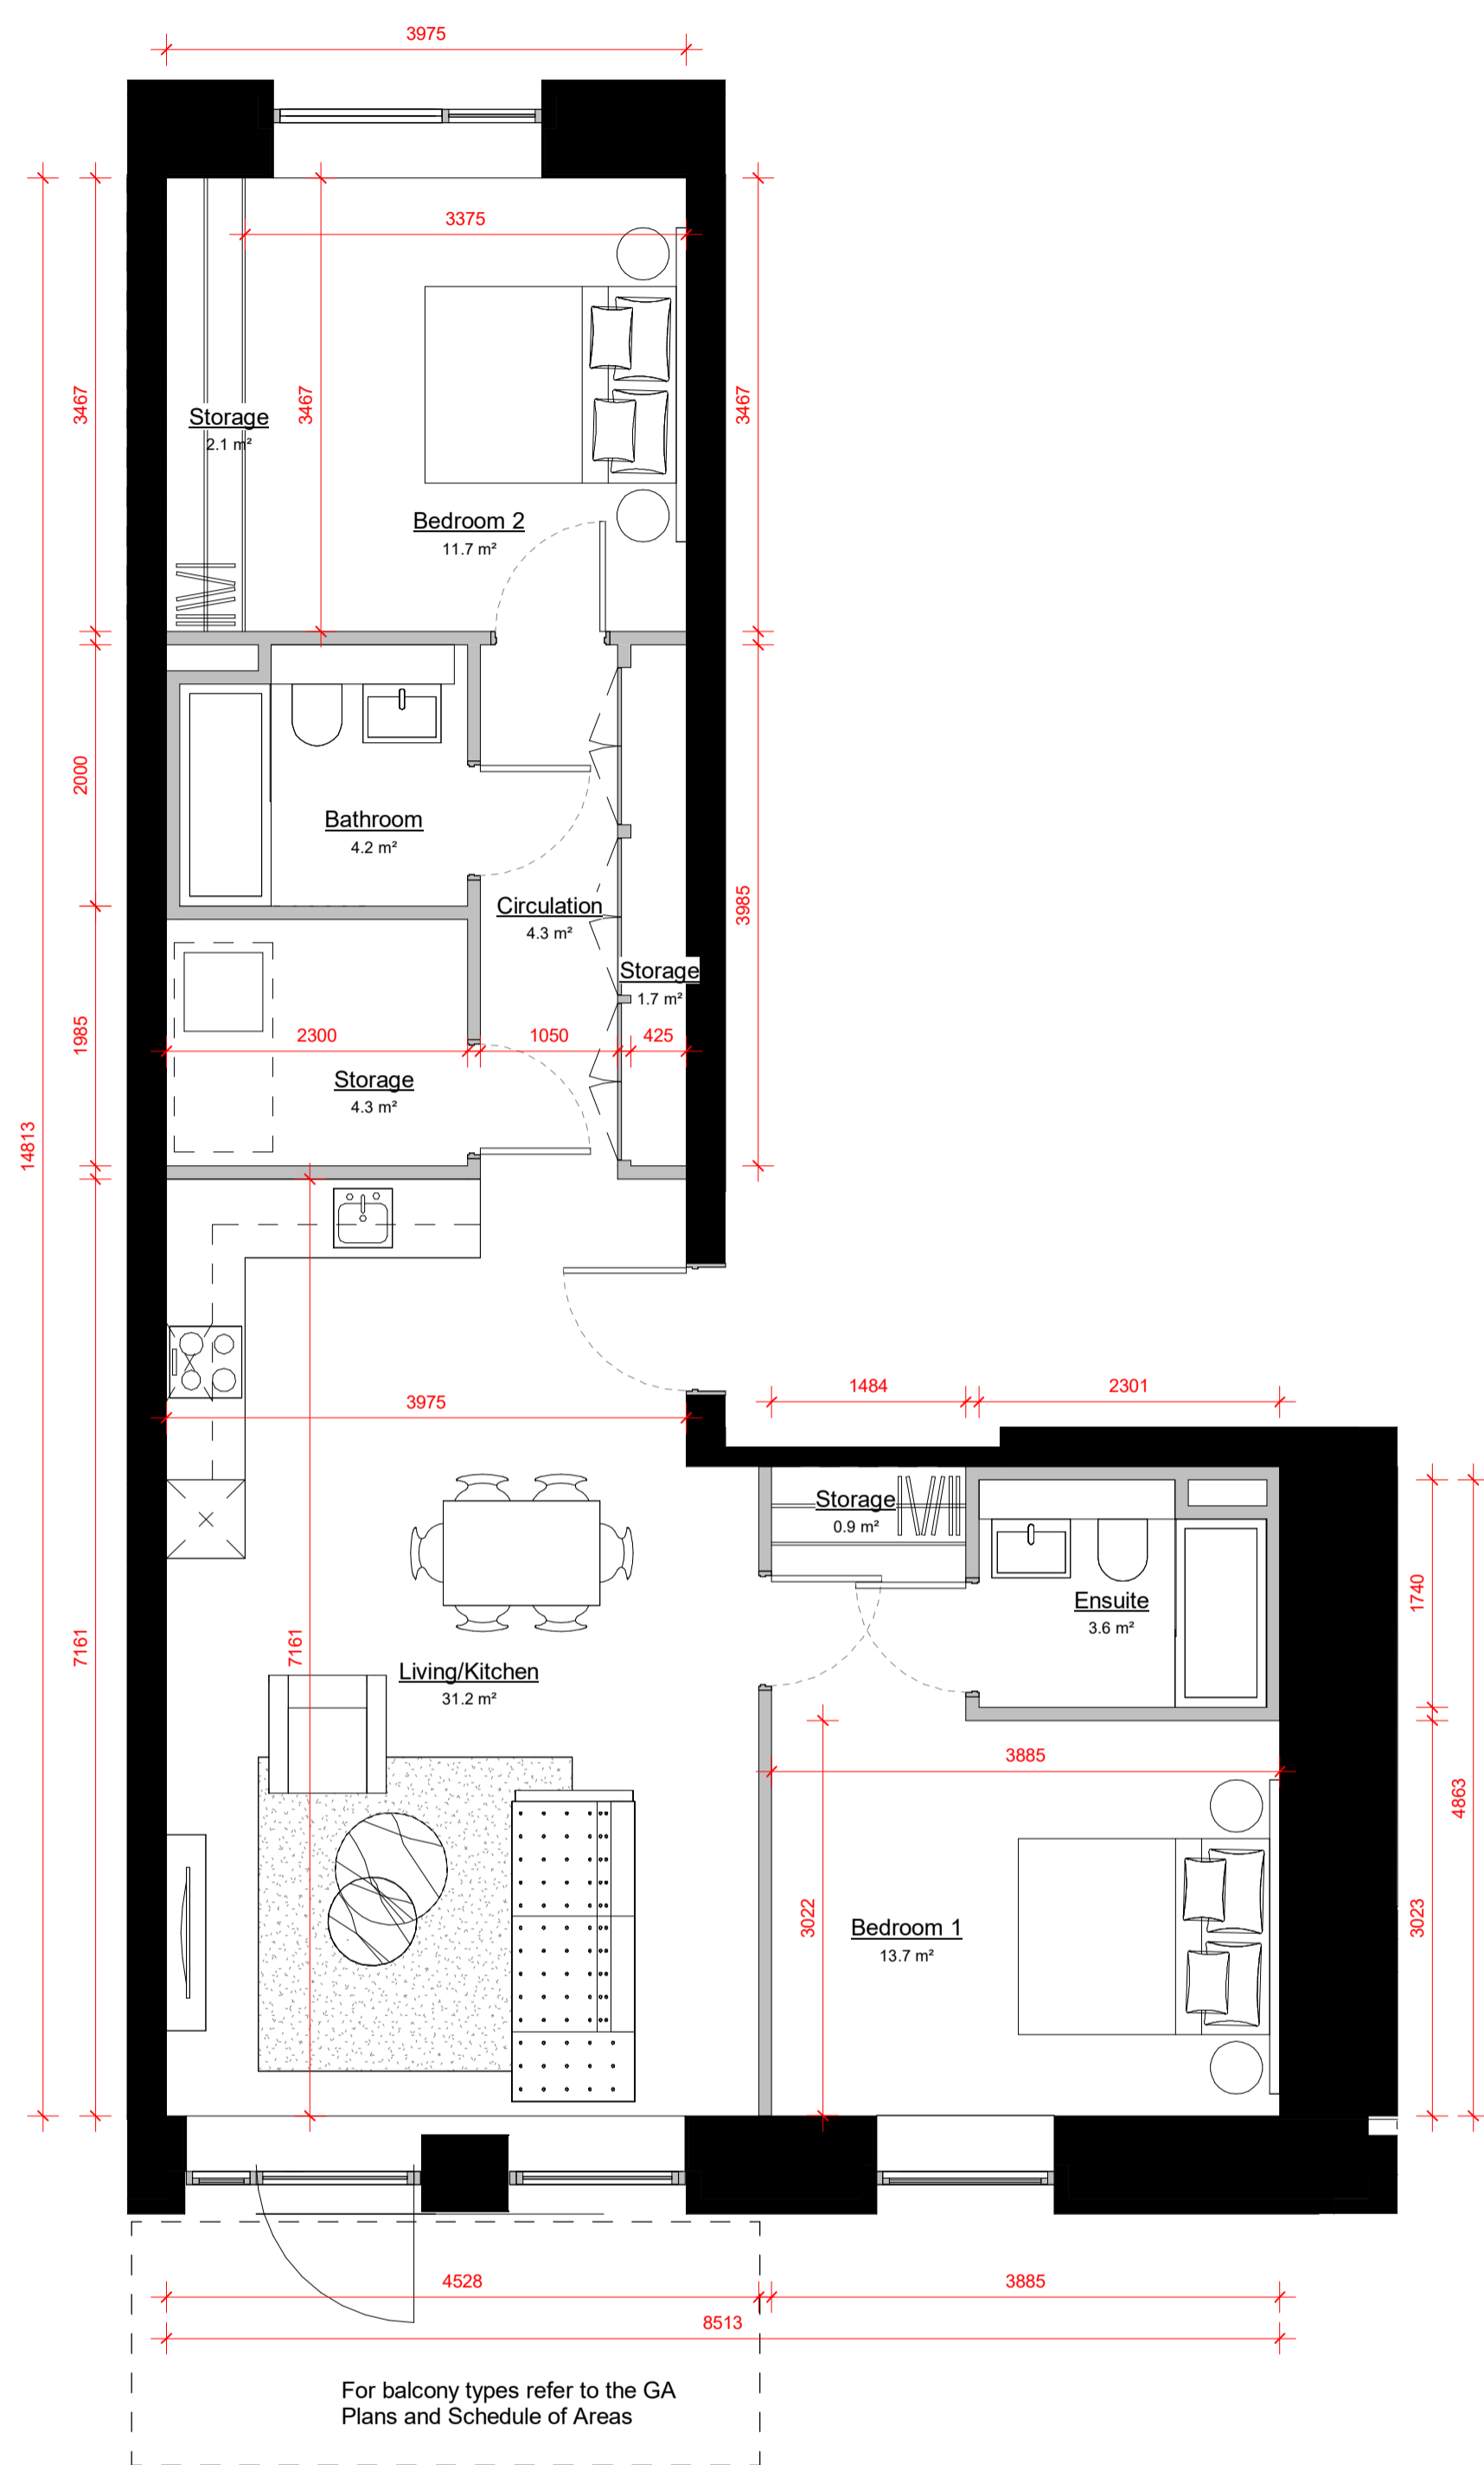 3975
3375
3467
3467
3467
Storage
2.1 m²
Bedroom 2
11.7 m²
2000
Bathroom
4.2 m²
Circulation
4.3 m²
3985
Storage
1.7 m²
1985
2300
1050
425
Storage
4.3 m²
14813
3975
1484
2301
Storage
0.9 m²
Ensuite
3.6 m²
1740
7161
7161
Living/Kitchen
31.2 m²
3885
4863
3022
Bedroom 1
13.7 m²
3023
4528
3885
8513
For balcony types refer to the GA
Plans and Schedule of Areas